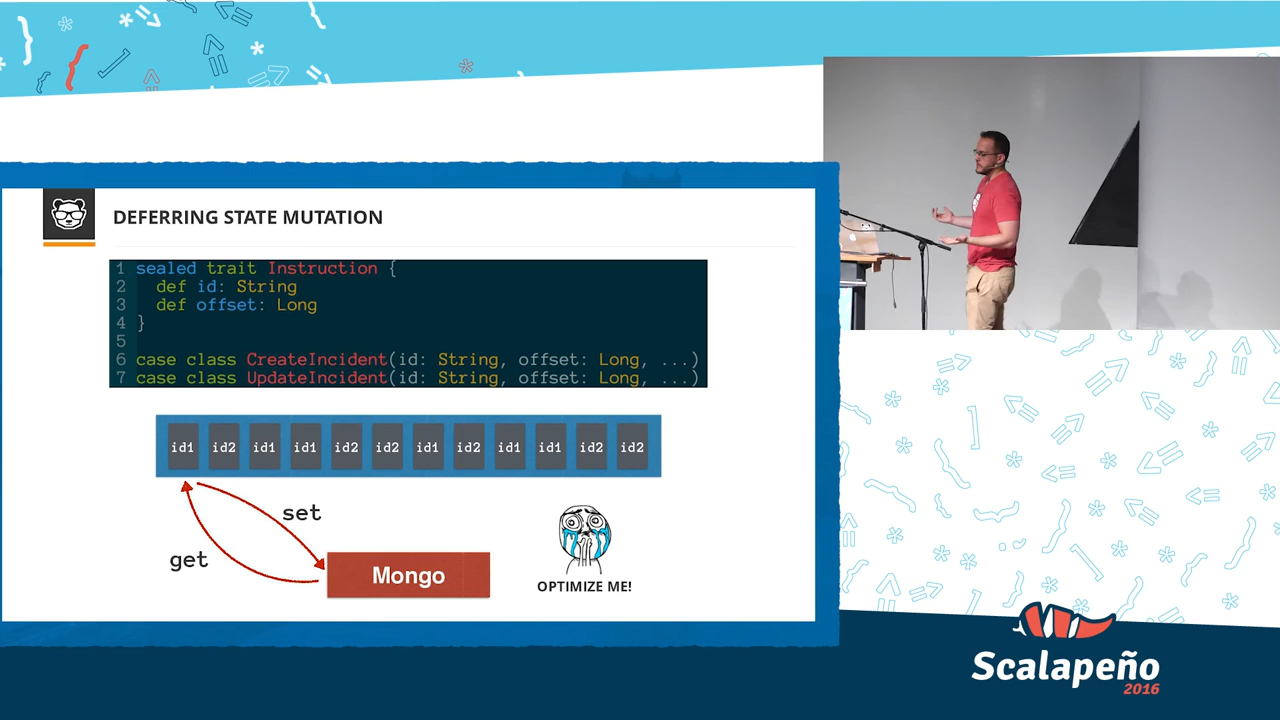 DEFERRING STATE MUTATION
1 sealed trait Instruction {
2 def id: String
3 def offset: Long
4 }
5
6 case class CreateIncident(id: String, offset: Long, ...)
7 case class UpdateIncident(id: String, offset: Long, ...)
id1 id2 id1 id1 id2 id2 id1 id2 id1 id1 id2 id2
set
get
Mongo
OPTIMIZE ME!
Scalapeño
2016